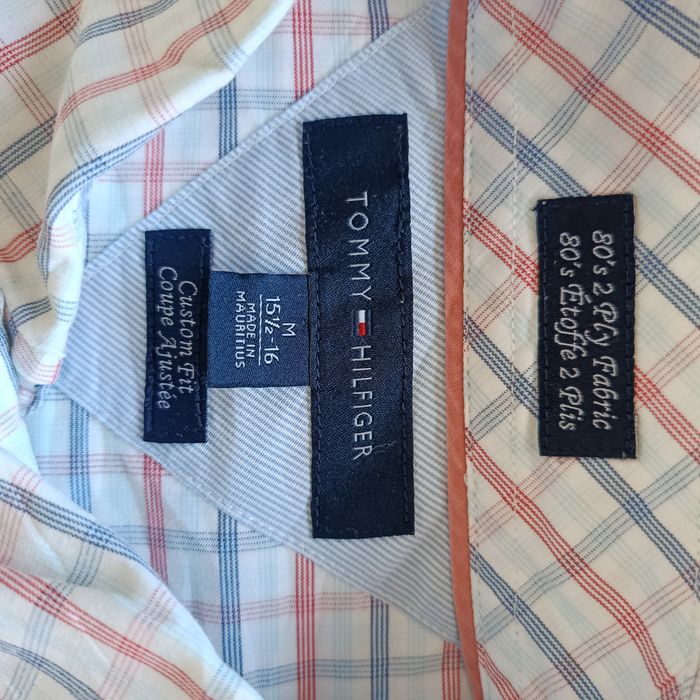 80's 2 Ply Fabric
80's Étoffe 2 Plis
TOMMY HILFIGER
M
15½-16
MADE IN
MAURITIUS
Custom Fit
Coupe Ajustée